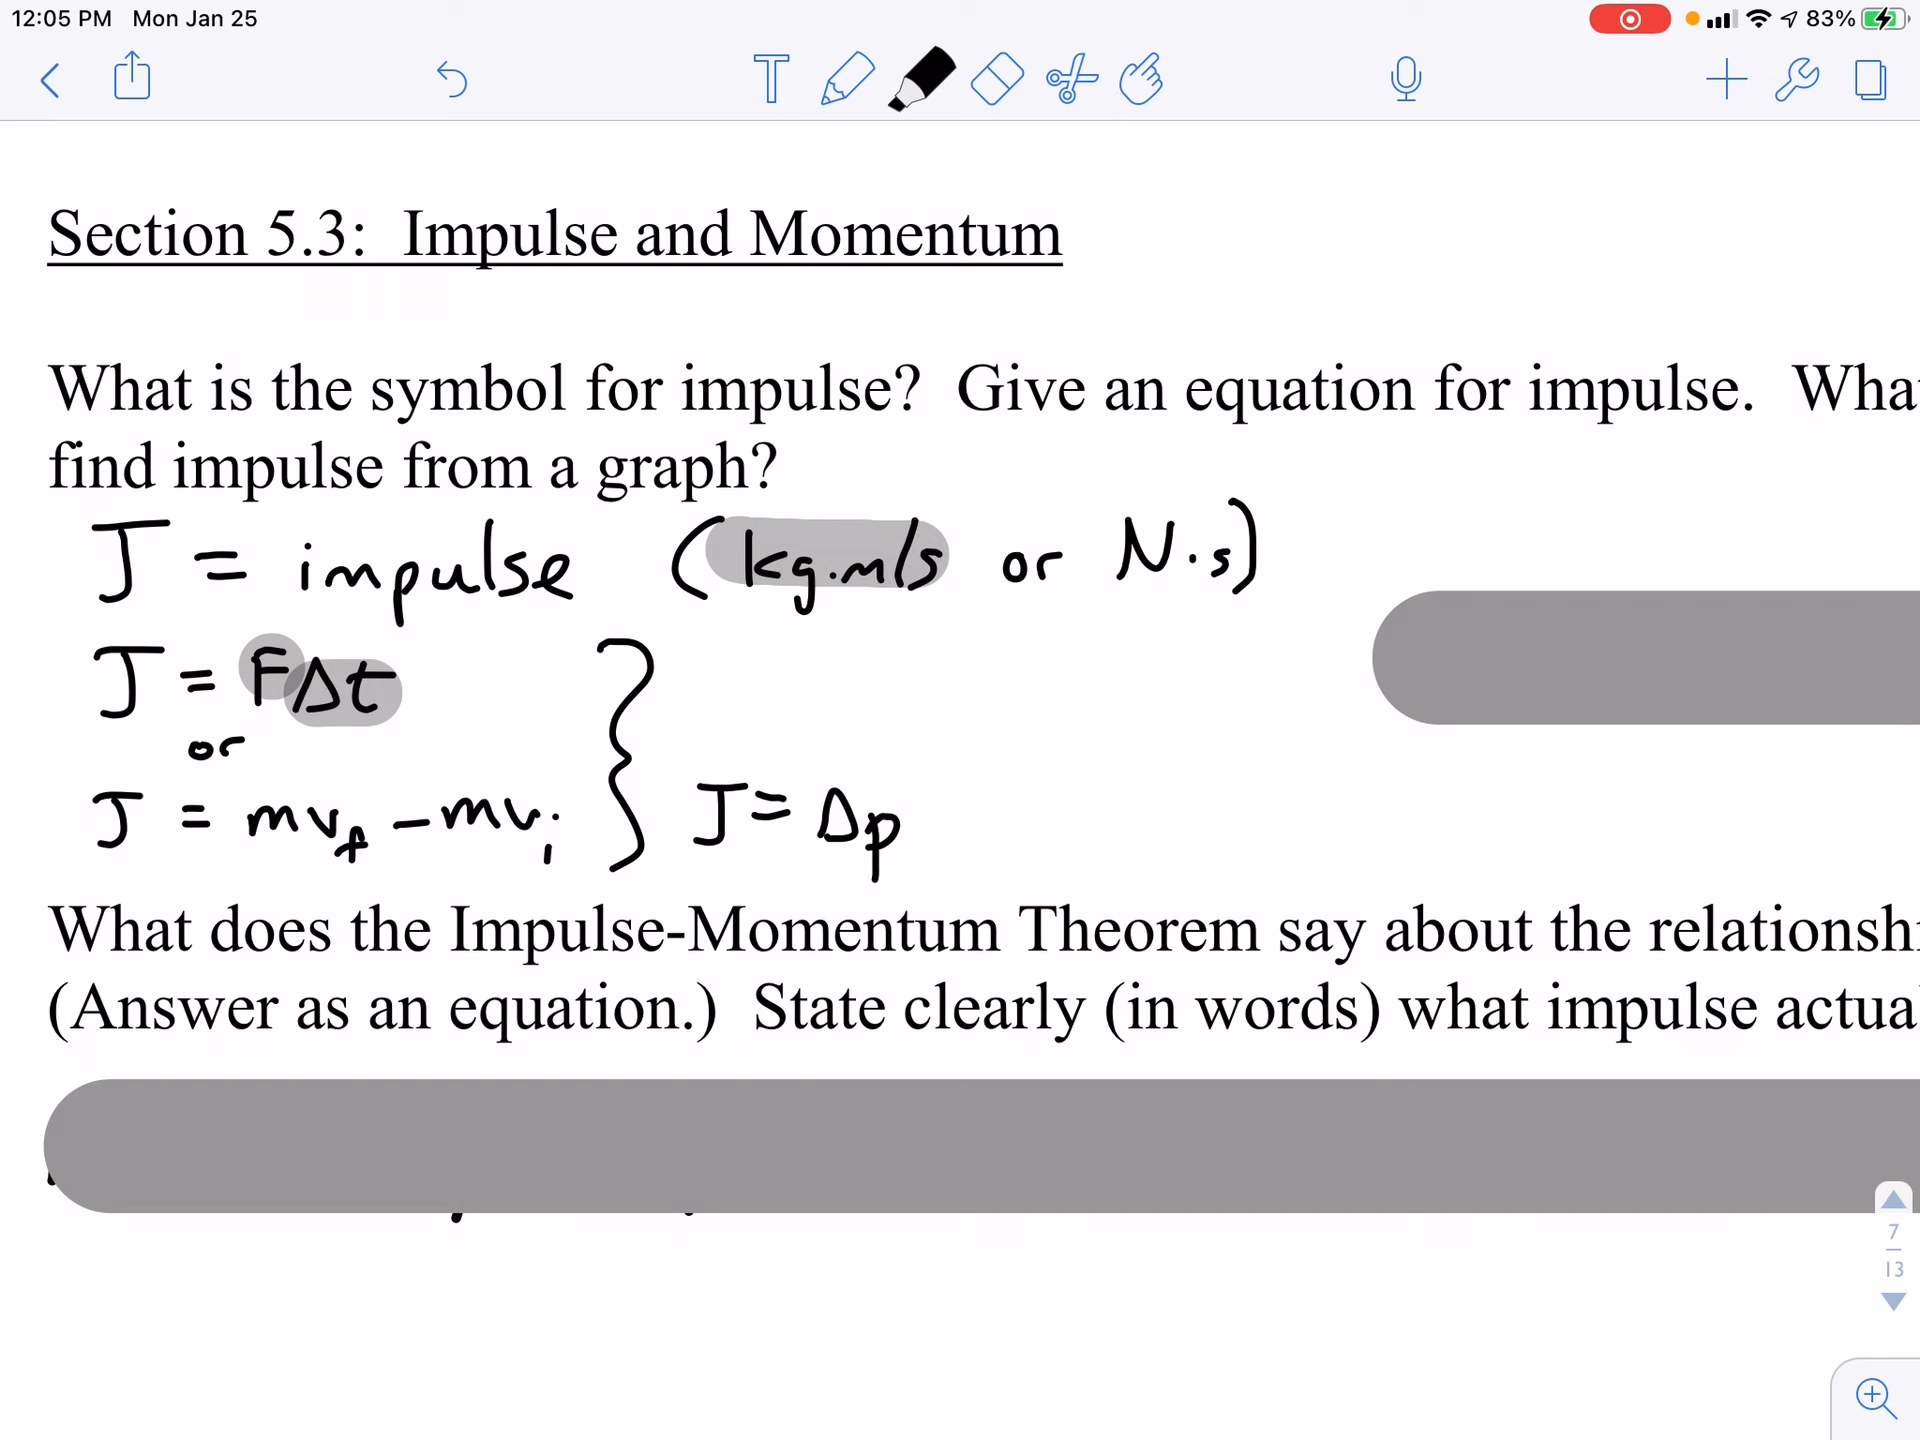 12:05 PM Mon Jan 25
83%
T
Section 5.3: Impulse and Momentum
What is the symbol for impulse? Give an equation for impulse. Wha
find impulse from a graph?
J = impulse (kg·m/s or N·s)
J = FΔt
or
J = mvf - mvi } J = Δp
What does the Impulse-Momentum Theorem say about the relationsh
(Answer as an equation.) State clearly (in words) what impulse actua
7
13